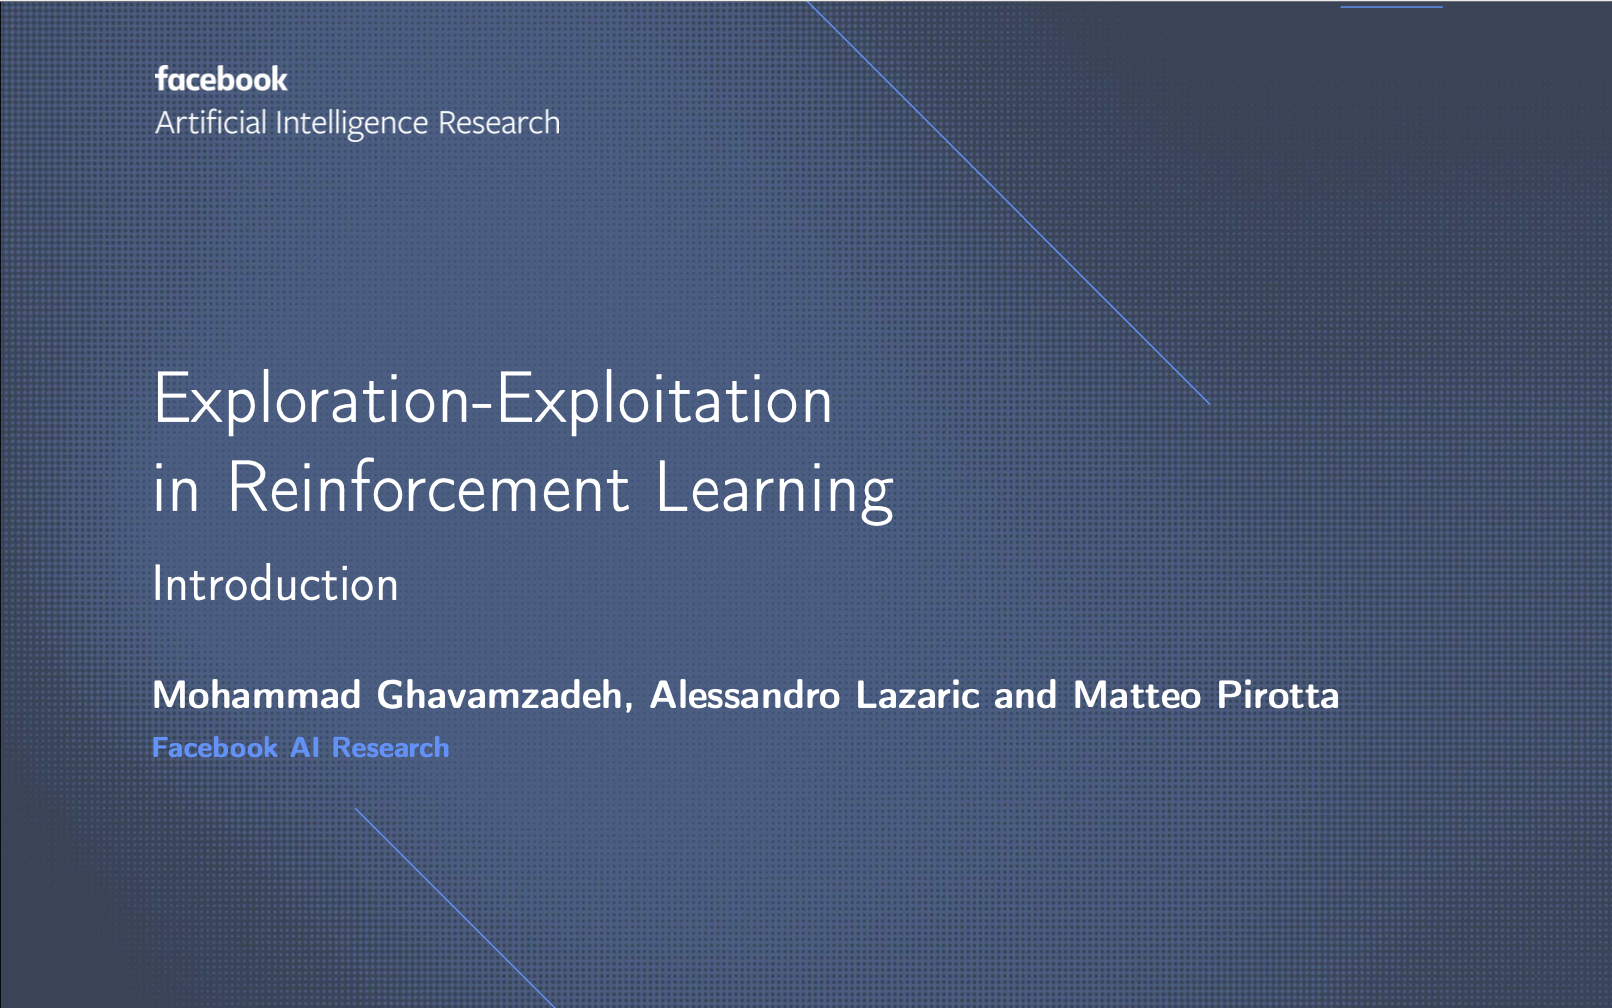 facebook
Artificial Intelligence Research
Exploration-Exploitation
in Reinforcement Learning
Introduction
Mohammad Ghavamzadeh, Alessandro Lazaric and Matteo Pirotta
Facebook AI Research